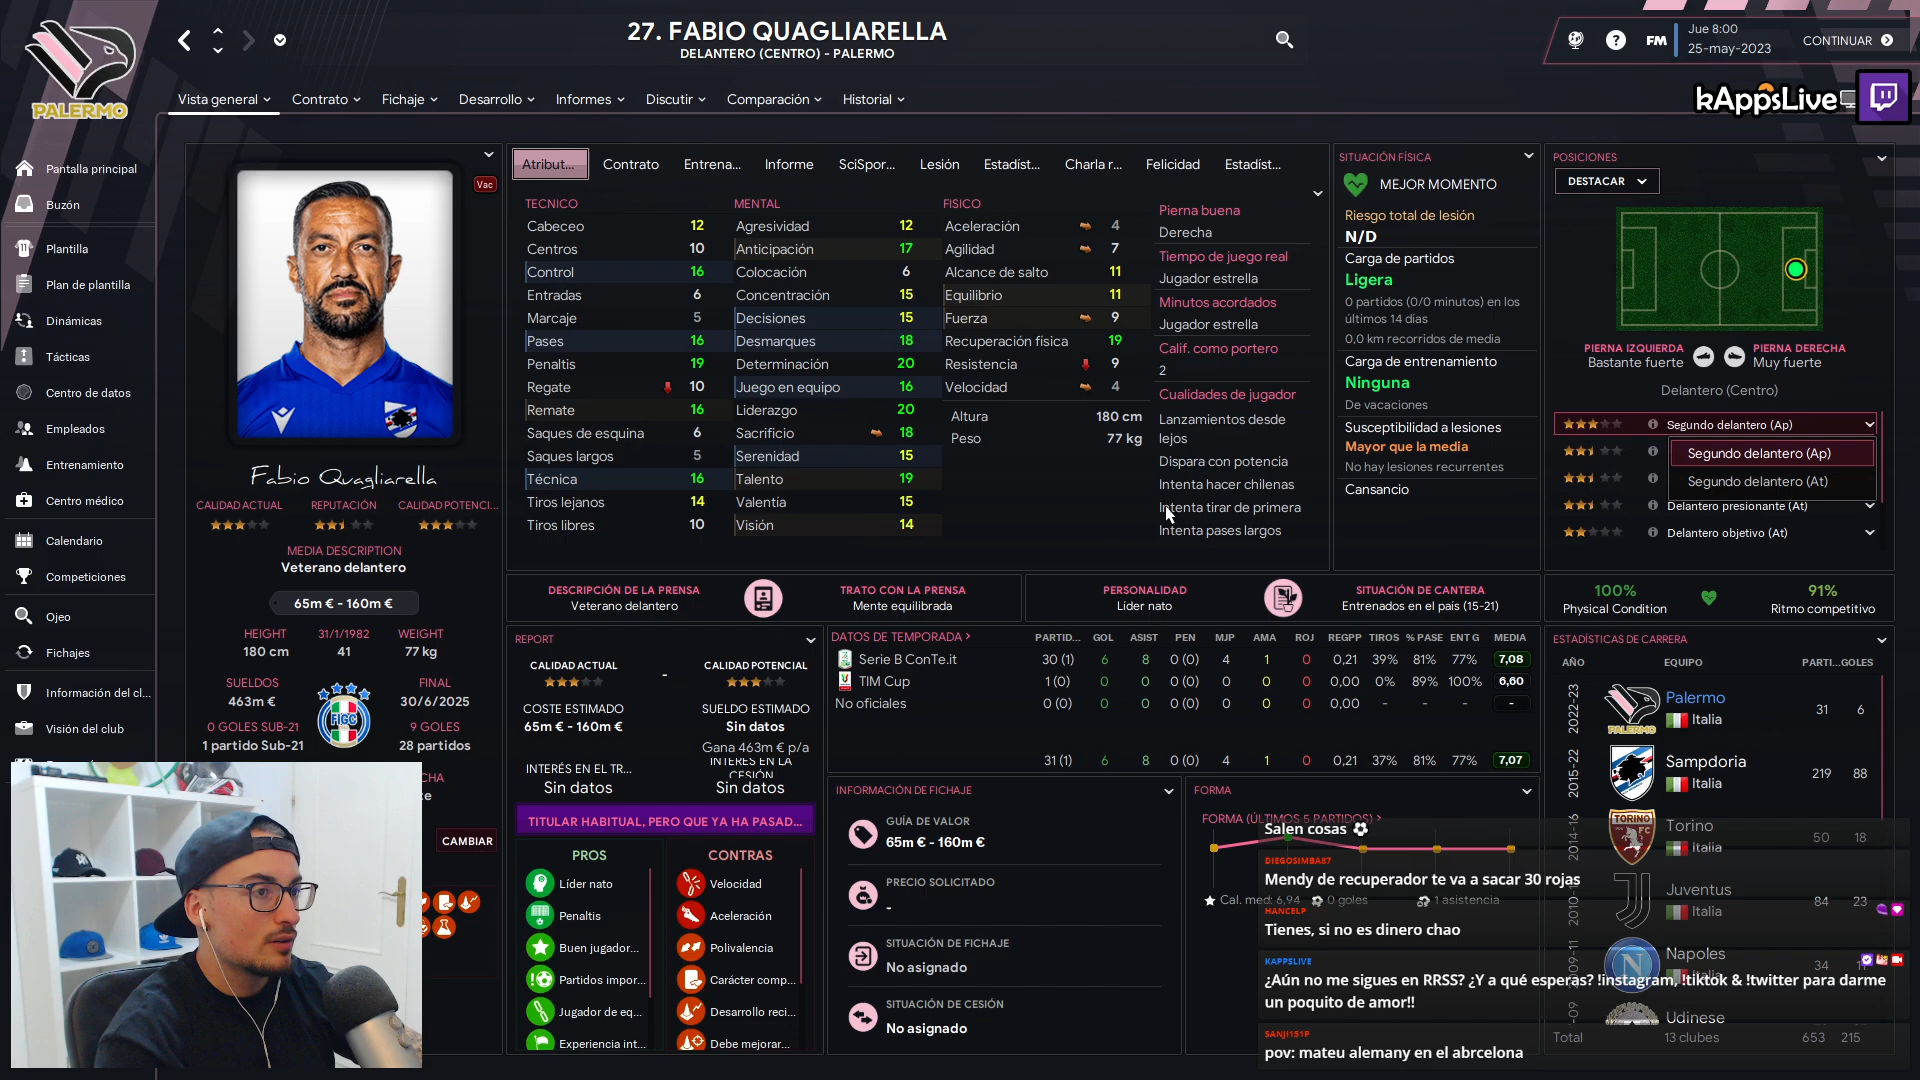 27. FABIO QUAGLIARELLA
DELANTERO (CENTRO) - PALERMO
PALERMO
FM
Jue 8:00
25-may-2023
CONTINUAR
Vista general
Contrato
Fichaje
Desarrollo
Informes
Discutir
Comparación
Historial
kAppsLive
Pantalla principal
Buzón
Plantilla
Plan de plantilla
Dinámicas
Tácticas
Centro de datos
Empleados
Entrenamiento
Centro médico
Calendario
Competiciones
Ojeo
Fichajes
Información del cl...
Visión del club
Vac
Fabio Quagliarella
CALIDAD ACTUAL
REPUTACIÓN
CALIDAD POTENCI...
MEDIA DESCRIPTION
Veterano delantero
65m € - 160m €
HEIGHT
180 cm
31/1/1982
41
WEIGHT
77 kg
SUELDOS
463m €
FINAL
30/6/2025
FIGC
0 GOLES SUB-21
1 partido Sub-21
9 GOLES
28 partidos
CAMBIAR
Atribut...
Contrato
Entrena...
Informe
SciSpor...
Lesión
Estadíst...
Charla r...
Felicidad
Estadíst...
TECNICO
Cabeceo 12
Centros 10
Control 16
Entradas 6
Marcaje 5
Pases 16
Penaltis 19
Regate 10
Remate 16
Saques de esquina 6
Saques largos 5
Técnica 16
Tiros lejanos 14
Tiros libres 10
MENTAL
Agresividad 12
Anticipación 17
Colocación 6
Concentración 15
Decisiones 15
Desmarques 18
Determinación 20
Juego en equipo 16
Liderazgo 20
Sacrificio 18
Serenidad 15
Talento 19
Valentía 15
Visión 14
FISICO
Aceleración 4
Agilidad 7
Alcance de salto 11
Equilibrio 11
Fuerza 9
Recuperación física 19
Resistencia 9
Velocidad 4
Altura 180 cm
Peso 77 kg
Pierna buena
Derecha
Tiempo de juego real
Jugador estrella
Minutos acordados
Jugador estrella
Calif. como portero
2
Cualidades de jugador
Lanzamientos desde
lejos
Dispara con potencia
Intenta hacer chilenas
Intenta tirar de primera
Intenta pases largos
SITUACIÓN FÍSICA
MEJOR MOMENTO
Riesgo total de lesión
N/D
Carga de partidos
Ligera
0 partidos (0/0 minutos) en los
últimos 14 días
0,0 km recorridos de media
Carga de entrenamiento
Ninguna
De vacaciones
Susceptibilidad a lesiones
Mayor que la media
No hay lesiones recurrentes
Cansancio
POSICIONES
DESTACAR
PIERNA IZQUIERDA
Bastante fuerte
PIERNA DERECHA
Muy fuerte
Delantero (Centro)
Segundo delantero (Ap)
Segundo delantero (Ap)
Segundo delantero (At)
Delantero presionante (At)
Delantero objetivo (At)
DESCRIPCIÓN DE LA PRENSA
Veterano delantero
TRATO CON LA PRENSA
Mente equilibrada
PERSONALIDAD
Líder nato
SITUACIÓN DE CANTERA
Entrenados en el país (15-21)
100%
Physical Condition
91%
Ritmo competitivo
REPORT
CALIDAD ACTUAL
-
CALIDAD POTENCIAL
COSTE ESTIMADO
65m € - 160m €
SUELDO ESTIMADO
Sin datos
Gana 463m € p/a
INTERÉS EN EL TR...
Sin datos
INTERÉS EN LA
CESIÓN
Sin datos
TITULAR HABITUAL, PERO QUE YA HA PASAD...
PROS
Líder nato
Penaltis
Buen jugador...
Partidos impor...
Jugador de eq...
Experiencia int...
CONTRAS
Velocidad
Aceleración
Polivalencia
Carácter comp...
Desarrollo reci...
Debe mejorar...
DATOS DE TEMPORADA >
PARTID... GOL ASIST PEN MJP AMA ROJ REGPP TIROS % PASE ENT G MEDIA
Serie B ConTe.it 30 (1) 6 8 0 (0) 4 1 0 0,21 39% 81% 77% 7,08
TIM Cup 1 (0) 0 0 0 (0) 0 0 0 0,00 0% 89% 100% 6,60
No oficiales 0 (0) 0 0 0 (0) 0 0 0 0,00 - - - -
31 (1) 6 8 0 (0) 4 1 0 0,21 37% 81% 77% 7,07
INFORMACIÓN DE FICHAJE
GUÍA DE VALOR
65m € - 160m €
PRECIO SOLICITADO
-
SITUACIÓN DE FICHAJE
No asignado
SITUACIÓN DE CESIÓN
No asignado
FORMA
FORMA (ÚLTIMOS 5 PARTIDOS) >
Cal. med: 6,94
0 goles
1 asistencia
Salen cosas
DIEGOSIMBA87
Mendy de recuperador te va a sacar 30 rojas
HANCELP
Tienes, si no es dinero chao
KAPPSLIVE
¿Aún no me sigues en RRSS? ¿Y a qué esperas? !instagram, !tiktok & !twitter para darme
un poquito de amor!!
SANJI151P
pov: mateu alemany en el abrcelona
ESTADÍSTICAS DE CARRERA
AÑO EQUIPO PARTI... GOLES
2022-23 Palermo Italia 31 6
2015-22 Sampdoria Italia 219 88
2014-16 Torino Italia 50 18
Juventus Italia 84 23
Napoles 34
Udinese
Total 13 clubes 653 215